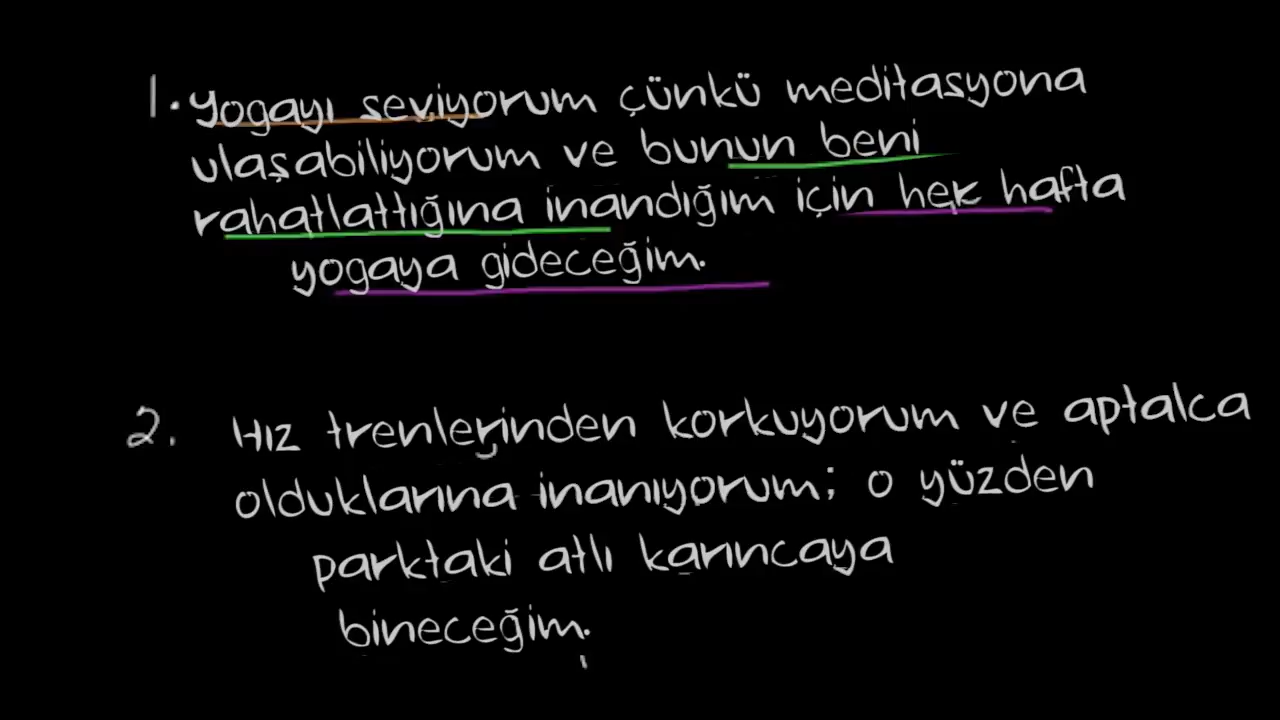 1. Yogayı seviyorum çünkü meditasyona
ulaşabiliyorum ve bunun beni
rahatlattığına inandığım için hek hafta
yogaya gideceğim.
2. Hız trenlerinden korkuyorum ve aptalca
olduklarına inanıyorum; o yüzden
parktaki atlı karıncaya
bineceğim.